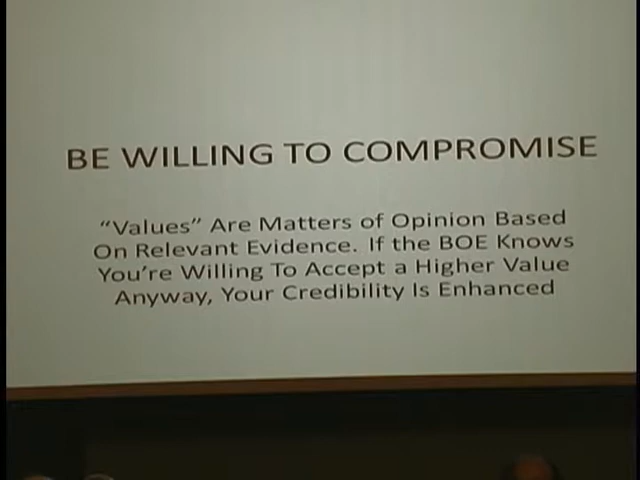 BE WILLING TO COMPROMISE
“Values” Are Matters of Opinion Based
On Relevant Evidence. If the BOE Knows
You’re Willing To Accept a Higher Value
Anyway, Your Credibility Is Enhanced